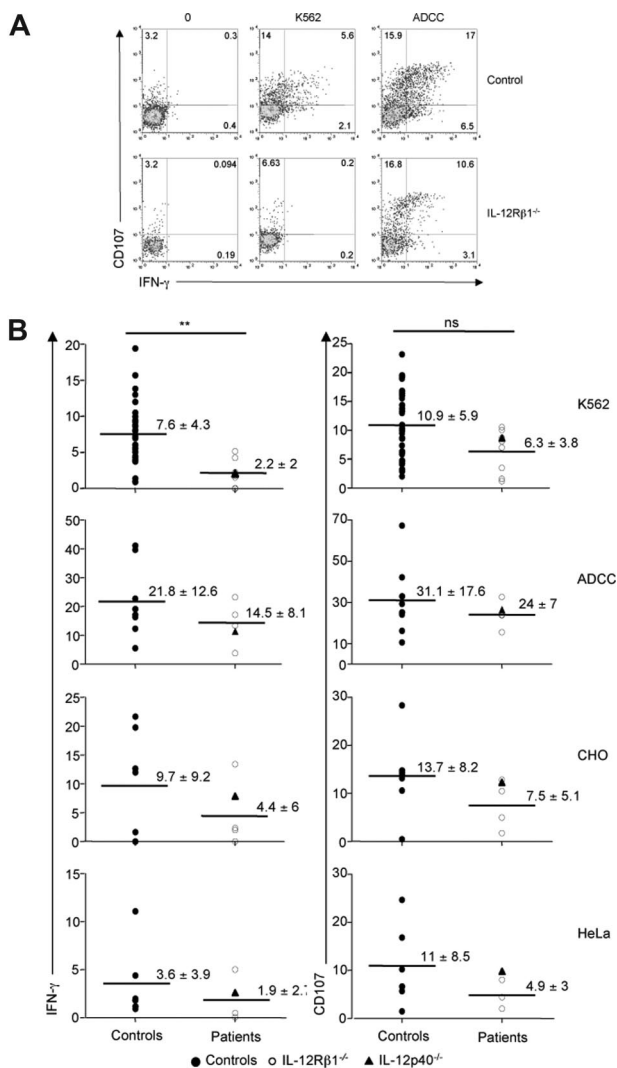 A
0 K562 ADCC
3.2 0.3 14 5.6 15.9 17
Control
0.4 2.1 6.5
3.2 0.094 6.63 0.2 16.8 10.6
IL-12Rβ1-/-
0.19 0.2 3.1
CD107
IFN-γ
B
** ns
20 15 10 5 0
7.6 ± 4.3 2.2 ± 2
25 20 15 10 5 0
10.9 ± 5.9 6.3 ± 3.8
K562
50 40 30 20 10 0
21.8 ± 12.6 14.5 ± 8.1
70 50 30 10 0
31.1 ± 17.6 24 ± 7
ADCC
25 20 15 10 5 0
9.7 ± 9.2 4.4 ± 6
30 20 10 0
13.7 ± 8.2 7.5 ± 5.1
CHO
15 10 5 0
3.6 ± 3.9 1.9 ± 2.7
30 20 10 0
11 ± 8.5 4.9 ± 3
HeLa
IFN-γ CD107
Controls Patients Controls Patients
Controls IL-12Rβ1-/- IL-12p40-/-